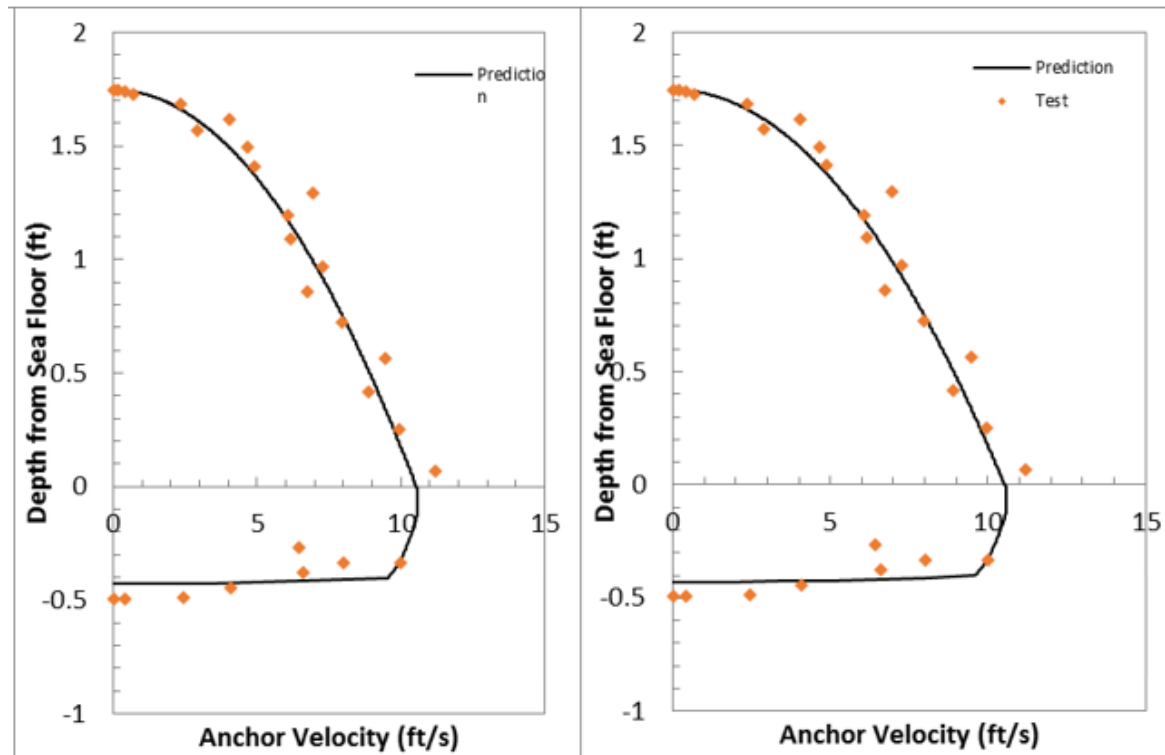 2
1.5
1
0.5
0
-0.5
-1
0
5
10
15
Depth from Sea Floor (ft)
Anchor Velocity (ft/s)
Predictio
n
2
1.5
1
0.5
0
-0.5
-1
0
5
10
15
Depth from Sea Floor (ft)
Anchor Velocity (ft/s)
Prediction
Test